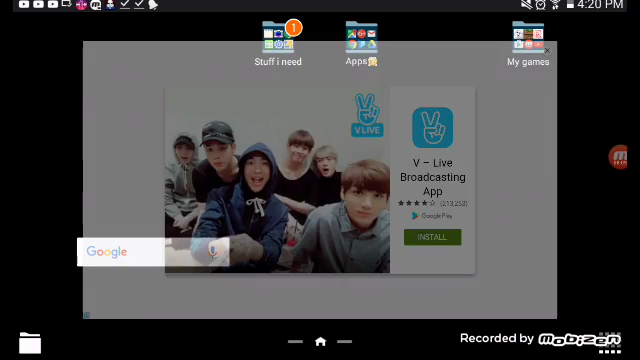 4:20 PM
1
Stuff i need
Apps
My games
V LIVE
V – Live
Broadcasting
App
(213,253)
Google Play
INSTALL
Google
Recorded by Mobizen